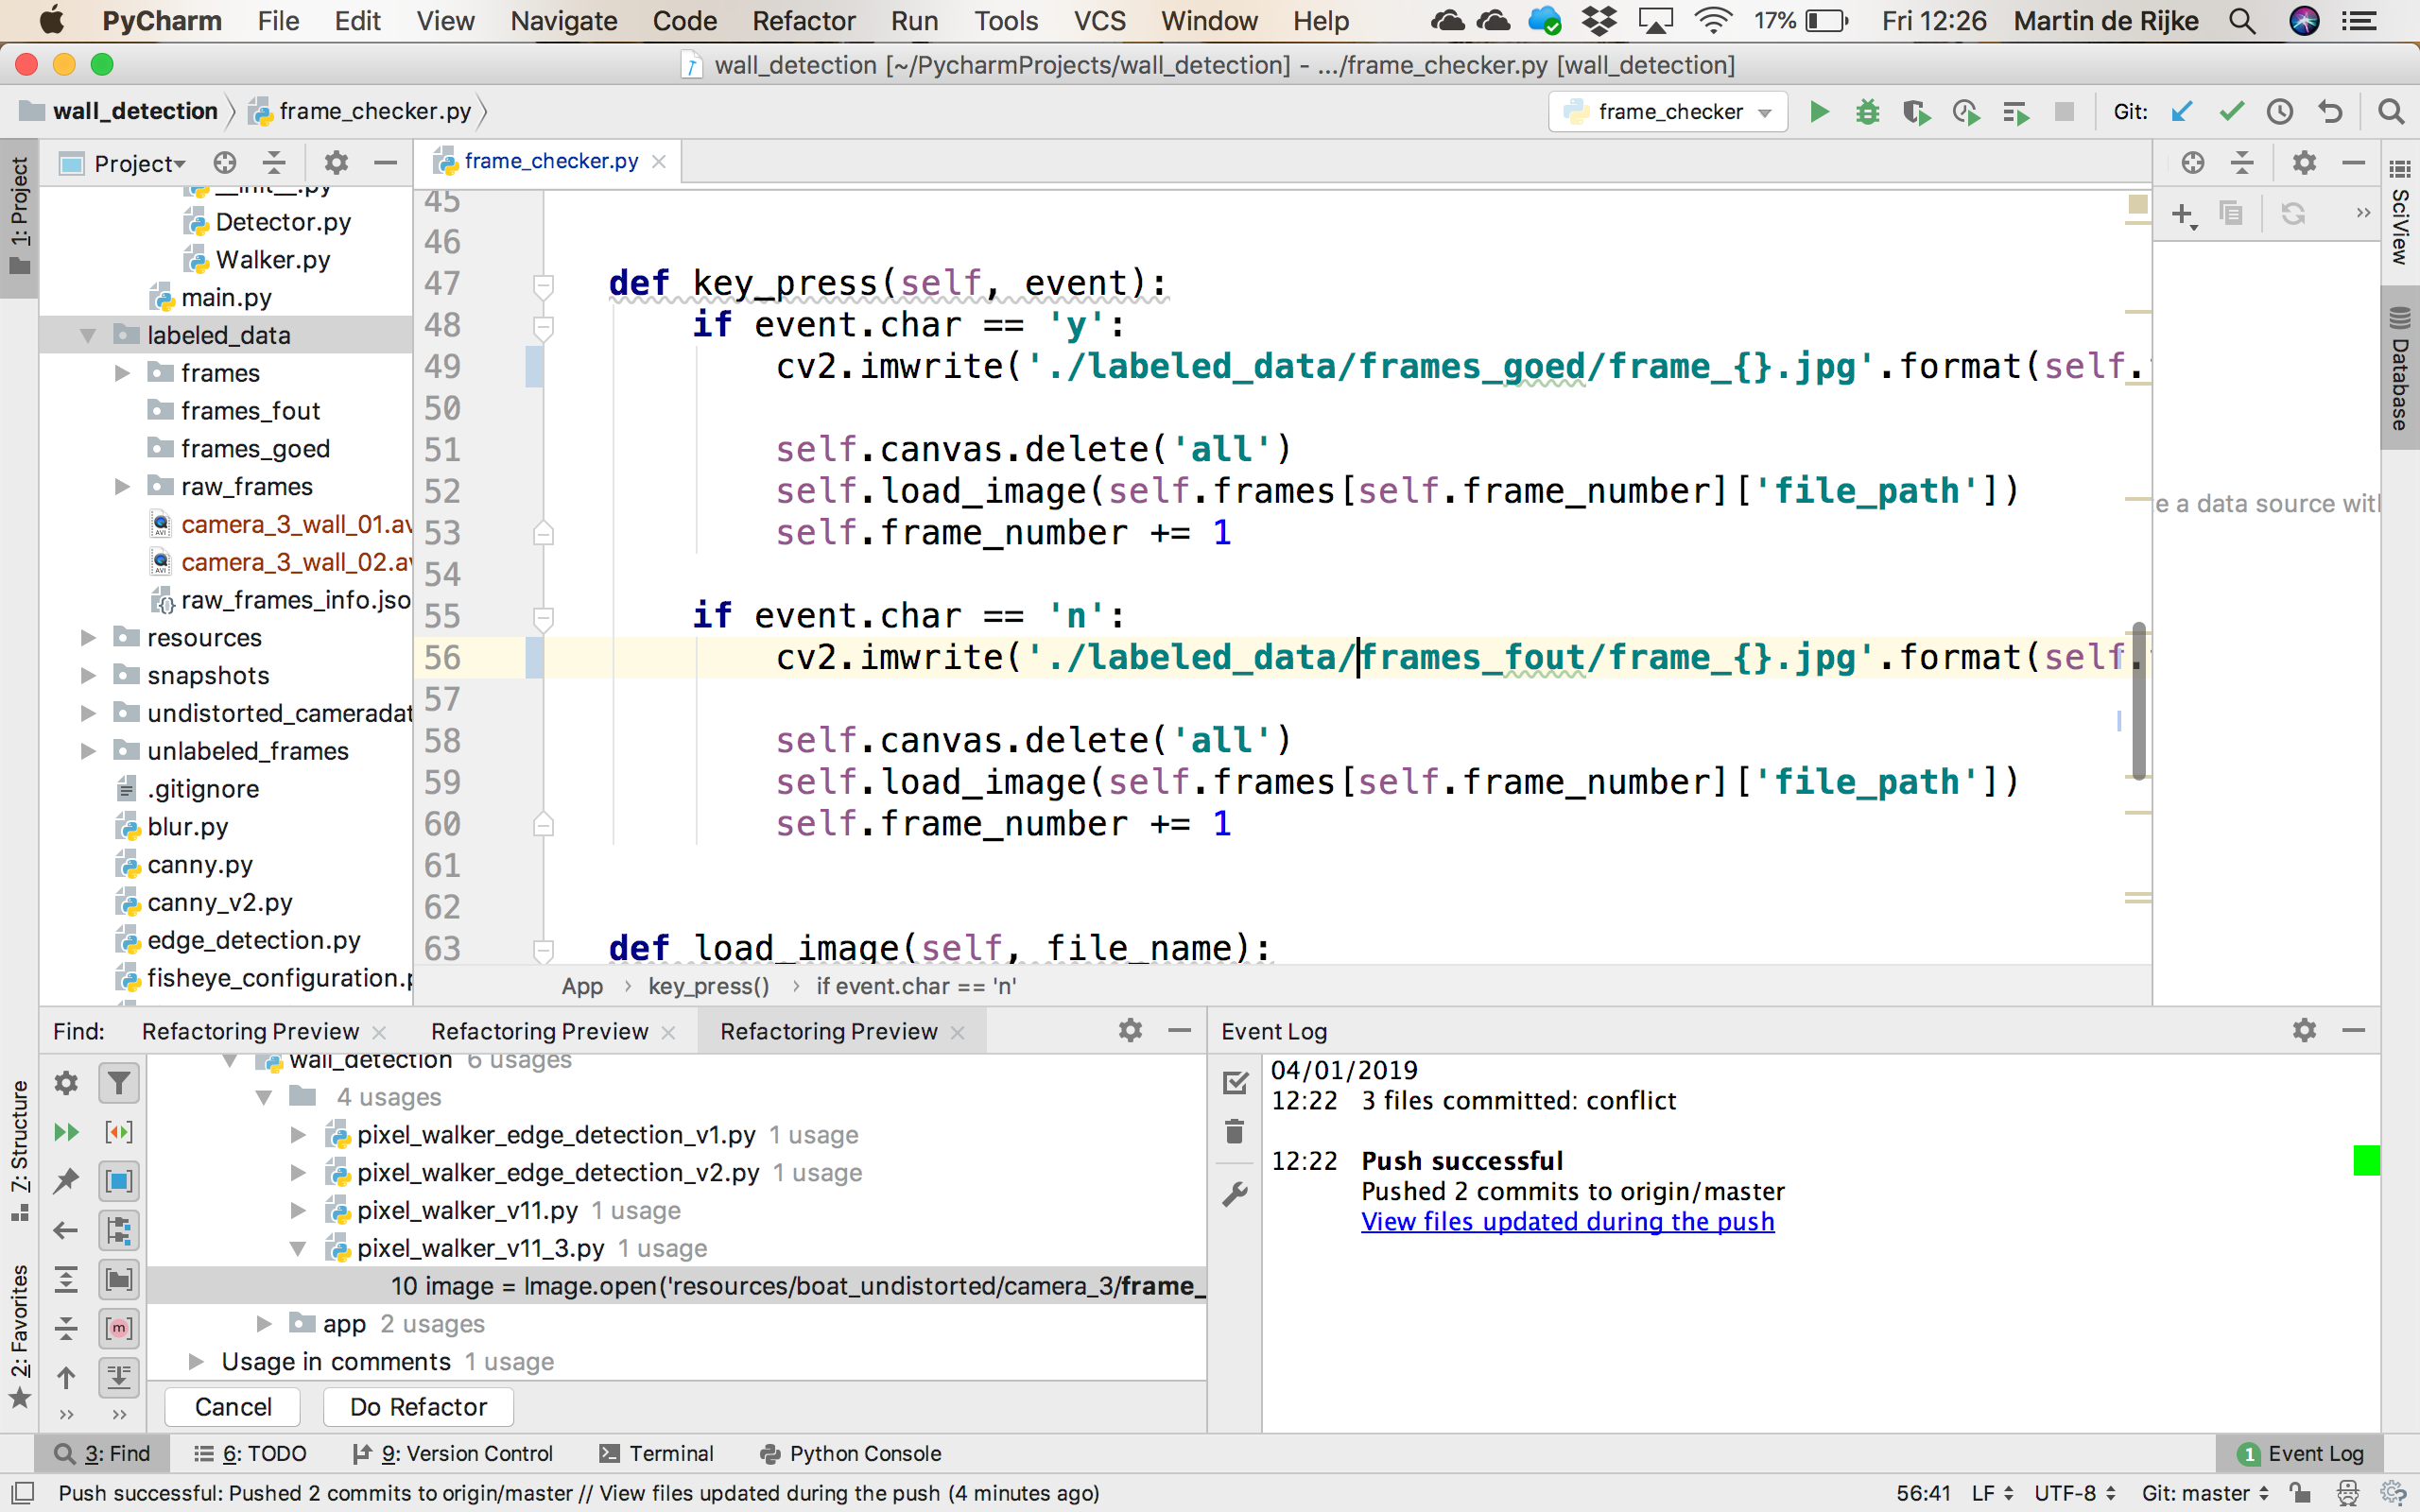 PyCharm File Edit View Navigate Code Refactor Run Tools VCS Window Help 17% Fri 12:26 Martin de Rijke
wall_detection [~/PycharmProjects/wall_detection] - .../frame_checker.py [wall_detection]
wall_detection frame_checker.py frame_checker Git:
1: Project
Project
__init__.py
Detector.py
Walker.py
main.py
labeled_data
frames
frames_fout
frames_goed
raw_frames
camera_3_wall_01.av
camera_3_wall_02.av
raw_frames_info.jso
resources
snapshots
undistorted_camerada
unlabeled_frames
.gitignore
blur.py
canny.py
canny_v2.py
edge_detection.py
fisheye_configuration.
frame_checker.py
45
46
47 def key_press(self, event):
48 if event.char == 'y':
49 cv2.imwrite('./labeled_data/frames_goed/frame_{}.jpg'.format(self.
50
51 self.canvas.delete('all')
52 self.load_image(self.frames[self.frame_number]['file_path'])
53 self.frame_number += 1
54
55 if event.char == 'n':
56 cv2.imwrite('./labeled_data/frames_fout/frame_{}.jpg'.format(self.
57
58 self.canvas.delete('all')
59 self.load_image(self.frames[self.frame_number]['file_path'])
60 self.frame_number += 1
61
62
63 def load_image(self, file_name):
App › key_press() › if event.char == 'n'
e a data source wit
SciView
Database
Find: Refactoring Preview Refactoring Preview Refactoring Preview
wall_detection 6 usages
4 usages
pixel_walker_edge_detection_v1.py 1 usage
pixel_walker_edge_detection_v2.py 1 usage
pixel_walker_v11.py 1 usage
pixel_walker_v11_3.py 1 usage
10 image = Image.open('resources/boat_undistorted/camera_3/frame_
app 2 usages
Usage in comments 1 usage
Cancel Do Refactor
7: Structure
2: Favorites
Event Log
04/01/2019
12:22 3 files committed: conflict
12:22 Push successful
Pushed 2 commits to origin/master
View files updated during the push
3: Find 6: TODO 9: Version Control Terminal Python Console 1 Event Log
Push successful: Pushed 2 commits to origin/master // View files updated during the push (4 minutes ago) 56:41 LF UTF-8 Git: master